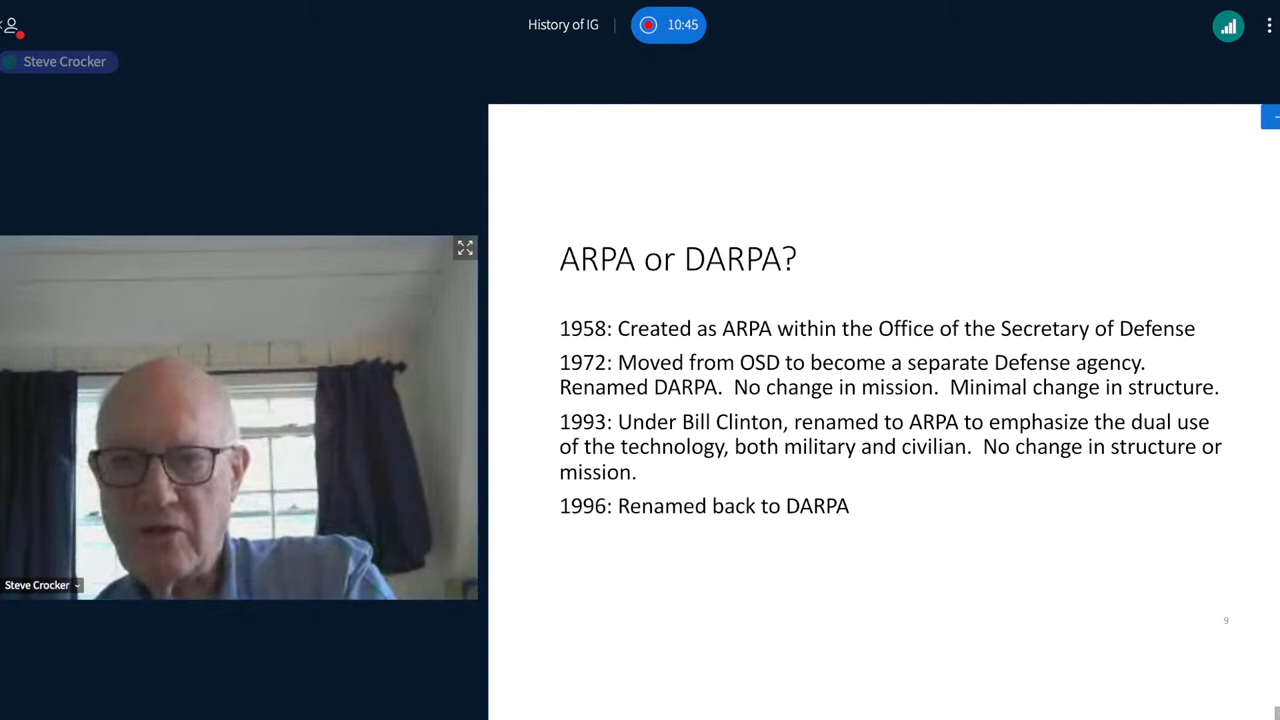 History of IG
10:45
Steve Crocker
ARPA or DARPA?
1958: Created as ARPA within the Office of the Secretary of Defense
1972: Moved from OSD to become a separate Defense agency.
Renamed DARPA.  No change in mission.  Minimal change in structure.
1993: Under Bill Clinton, renamed to ARPA to emphasize the dual use
of the technology, both military and civilian.  No change in structure or
mission.
1996: Renamed back to DARPA
Steve Crocker
9